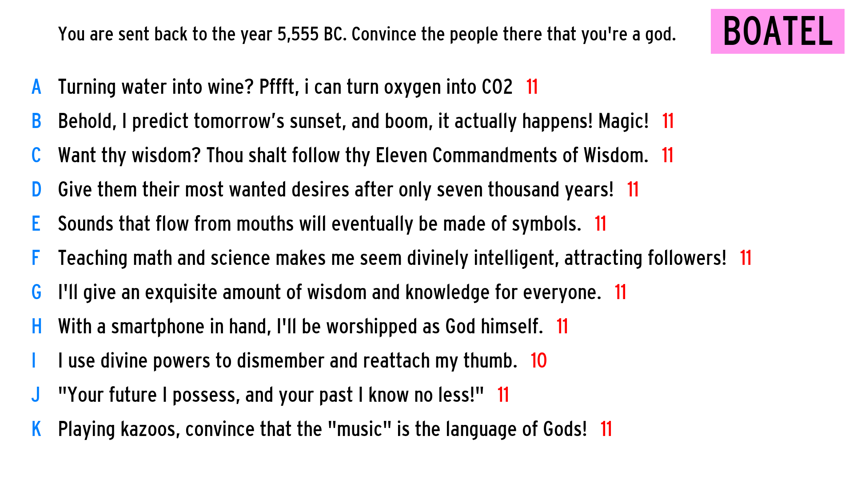 You are sent back to the year 5,555 BC. Convince the people there that you're a god.
BOATEL
A Turning water into wine? Pffft, i can turn oxygen into CO2 11
B Behold, I predict tomorrow's sunset, and boom, it actually happens! Magic! 11
C Want thy wisdom? Thou shalt follow thy Eleven Commandments of Wisdom. 11
D Give them their most wanted desires after only seven thousand years! 11
E Sounds that flow from mouths will eventually be made of symbols. 11
F Teaching math and science makes me seem divinely intelligent, attracting followers! 11
G I'll give an exquisite amount of wisdom and knowledge for everyone. 11
H With a smartphone in hand, I'll be worshipped as God himself. 11
I I use divine powers to dismember and reattach my thumb. 10
J "Your future I possess, and your past I know no less!" 11
K Playing kazoos, convince that the "music" is the language of Gods! 11